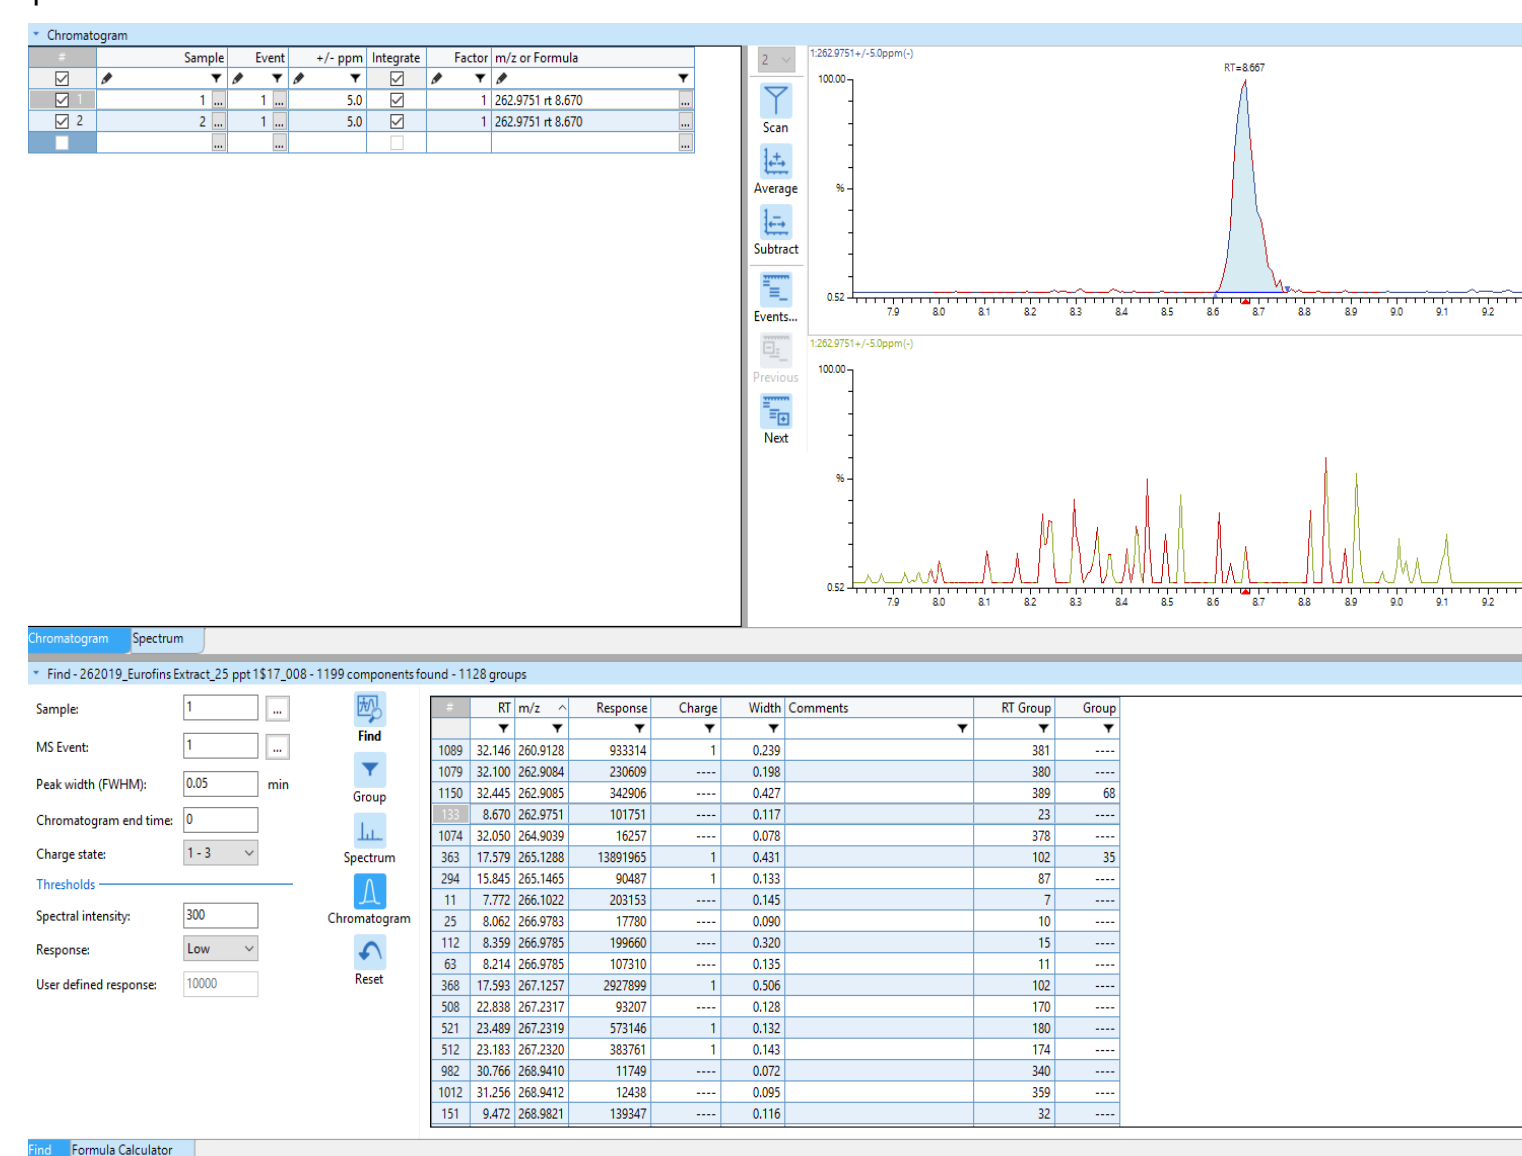 Chromatogram
# Sample Event +/- ppm Integrate Factor m/z or Formula
1 1 ... 1 ... 5.0 1 262.9751 rt 8.670 ...
2 2 ... 1 ... 5.0 1 262.9751 rt 8.670 ...
... ... ...
2
Scan
Average
Subtract
Events...
Previous
Next
1:262.9751+/-5.0ppm(-)
RT=8.667
100.00
%
0.52
7.9 8.0 8.1 8.2 8.3 8.4 8.5 8.6 8.7 8.8 8.9 9.0 9.1 9.2
1:262.9751+/-5.0ppm(-)
100.00
%
0.52
7.9 8.0 8.1 8.2 8.3 8.4 8.5 8.6 8.7 8.8 8.9 9.0 9.1 9.2
Chromatogram Spectrum
Find - 262019_Eurofins Extract_25 ppt 1$17_008 - 1199 components found - 1128 groups
Sample: 1 ...
MS Event: 1 ...
Peak width (FWHM): 0.05 min
Chromatogram end time: 0
Charge state: 1 - 3
Thresholds
Spectral intensity: 300
Response: Low
User defined response: 10000
Find
Group
Spectrum
Chromatogram
Reset
# RT m/z Response Charge Width Comments RT Group Group
1089 32.146 260.9128 933314 1 0.239 381 ----
1079 32.100 262.9084 230609 ---- 0.198 380 ----
1150 32.445 262.9085 342906 ---- 0.427 389 68
133 8.670 262.9751 101751 ---- 0.117 23 ----
1074 32.050 264.9039 16257 ---- 0.078 378 ----
363 17.579 265.1288 13891965 1 0.431 102 35
294 15.845 265.1465 90487 1 0.133 87 ----
11 7.772 266.1022 203153 ---- 0.145 7 ----
25 8.062 266.9783 17780 ---- 0.090 10 ----
112 8.359 266.9785 199660 ---- 0.320 15 ----
63 8.214 266.9785 107310 ---- 0.135 11 ----
368 17.593 267.1257 2927899 1 0.506 102 ----
508 22.838 267.2317 93207 ---- 0.128 170 ----
521 23.489 267.2319 573146 1 0.132 180 ----
512 23.183 267.2320 383761 1 0.143 174 ----
982 30.766 268.9410 11749 ---- 0.072 340 ----
1012 31.256 268.9412 12438 ---- 0.095 359 ----
151 9.472 268.9821 139347 ---- 0.116 32 ----
Find Formula Calculator